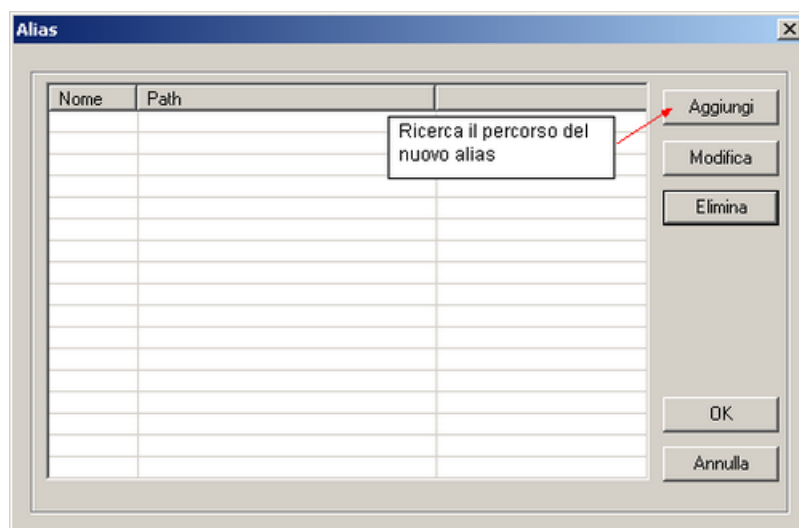 Alias
Nome Path
Aggiungi
Ricerca il percorso del
nuovo alias
Modifica
Elimina
OK
Annulla